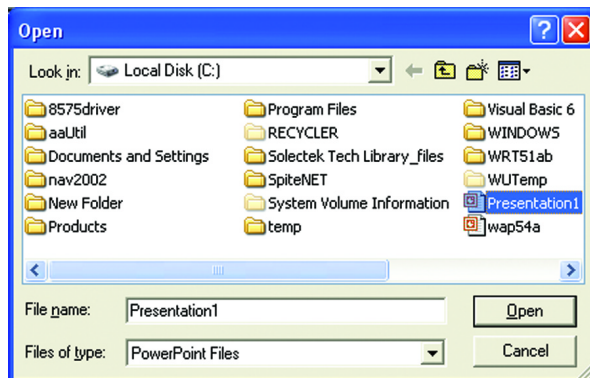 Open
Look in: Local Disk (C:)
8575driver Program Files Visual Basic 6
aaUtil RECYCLER WINDOWS
Documents and Settings Solectek Tech Library_files WRT51ab
nav2002 SpiteNET WUTemp
New Folder System Volume Information Presentation1
Products temp wap54a
File name: Presentation1 Open
Files of type: PowerPoint Files Cancel